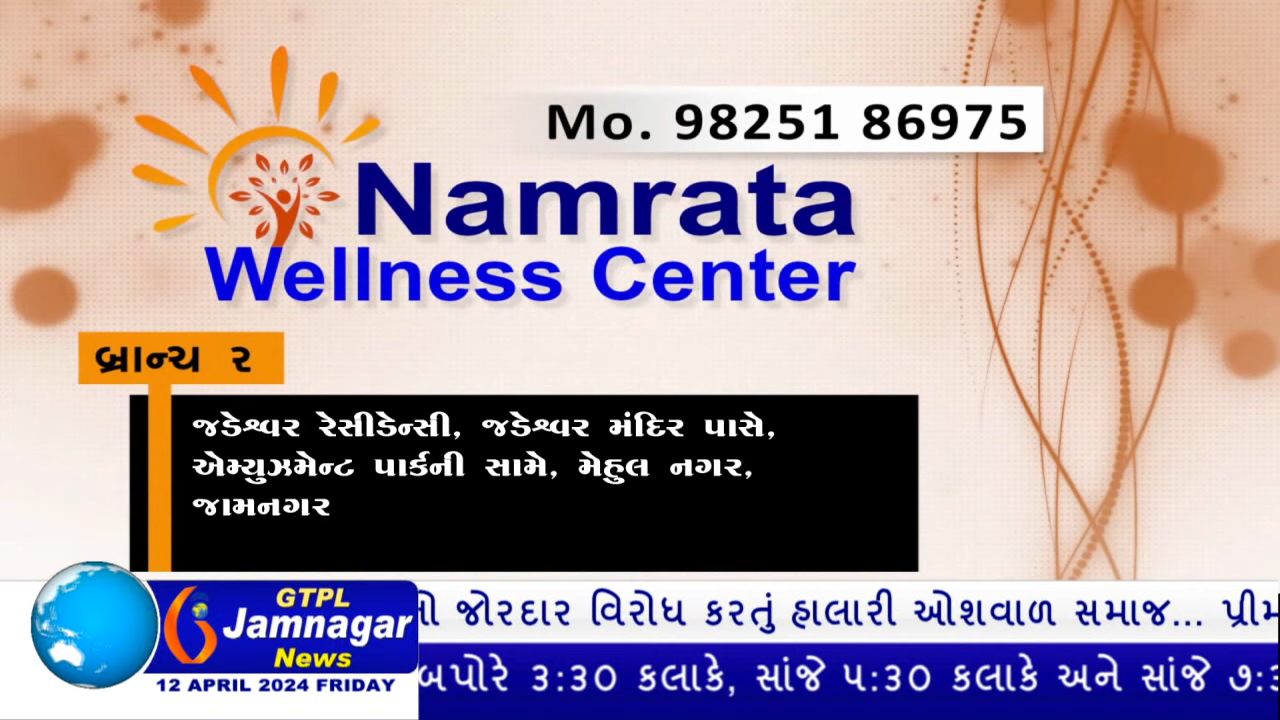 Mo. 98251 86975
Namrata
Wellness Center
બ્રાન્ચ ૨
જડેશ્વર રેસીડેન્સી, જડેશ્વર મંદિર પાસે,
એમ્યુઝમેન્ટ પાર્કની સામે, મેહુલ નગર,
જામનગર
GTPL
Jamnagar
News
12 APRIL 2024 FRIDAY
જોરદાર વિરોધ કરતું હાલારી ઓશવાળ સમાજ...
બપોરે ૩:૩૦ કલાકે, સાંજે ૫:૩૦ કલાકે અને સાંજે